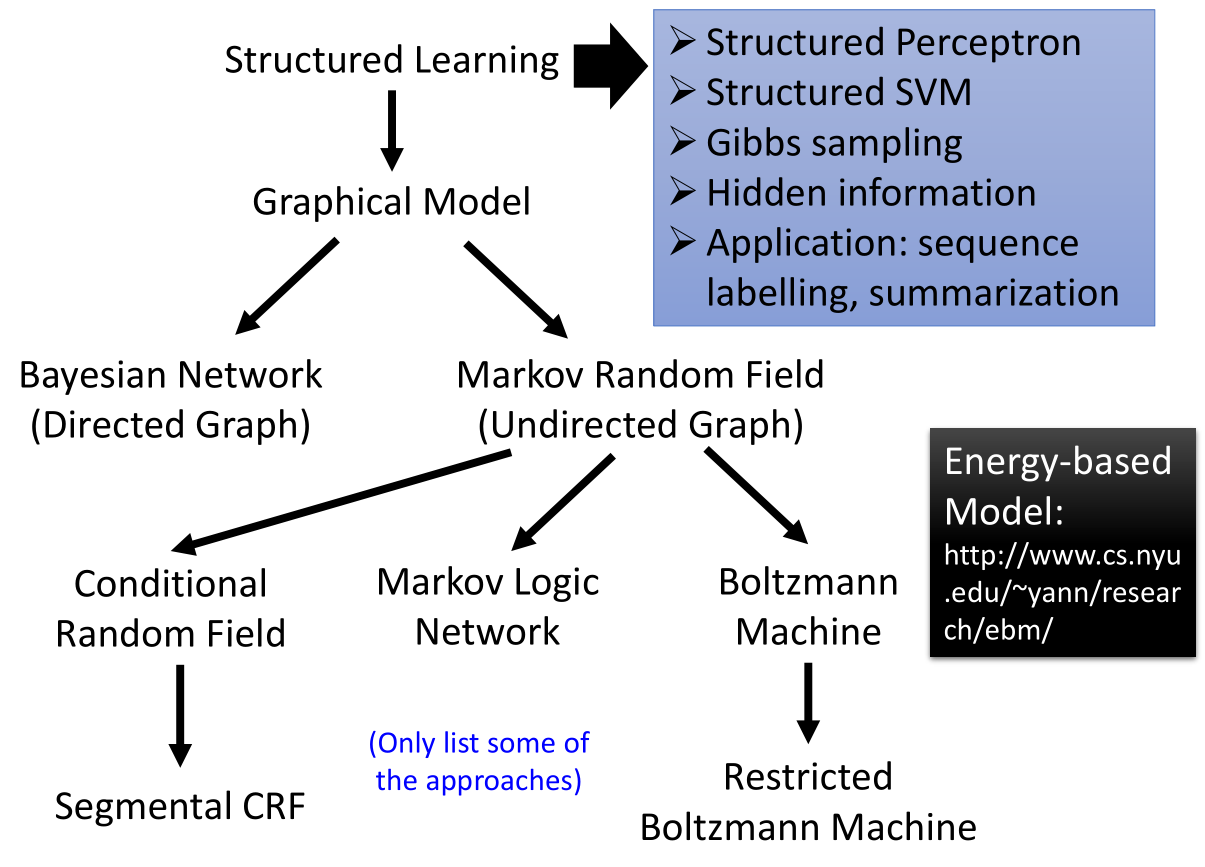 Structured Learning
➢ Structured Perceptron
➢ Structured SVM
➢ Gibbs sampling
➢ Hidden information
➢ Application: sequence
labelling, summarization
Graphical Model
Bayesian Network
(Directed Graph)
Markov Random Field
(Undirected Graph)
Energy-based
Model:
http://www.cs.nyu
.edu/~yann/resear
ch/ebm/
Conditional
Random Field
Markov Logic
Network
Boltzmann
Machine
(Only list some of
the approaches)
Segmental CRF
Restricted
Boltzmann Machine